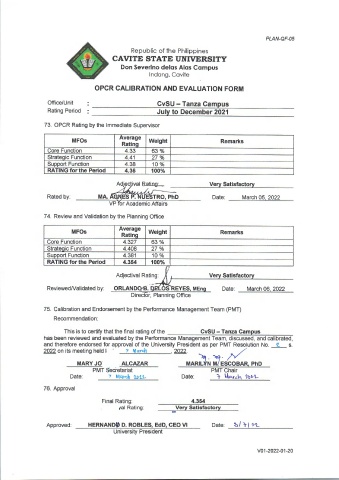 PLAN-QF-05
Republic of the Philippines
CAVITE STATE UNIVERSITY
Don Severino delas Alas Campus
Indang, Cavite
OPCR CALIBRATION AND EVALUATION FORM
Office/Unit : CvSU – Tanza Campus
Rating Period : July to December 2021
73. OPCR Rating by the Immediate Supervisor
MFOs Average Rating Weight Remarks
Core Function 4.33 63 %
Strategic Function 4.41 27 %
Support Function 4.38 10 %
RATING for the Period 4.36 100%
Adjectival Rating: Very Satisfactory
Rated by: MA. AGNES P. NUESTRO, PhD Date: March 06, 2022
VP for Academic Affairs
74. Review and Validation by the Planning Office
MFOs Average Rating Weight Remarks
Core Function 4.327 63 %
Strategic Function 4.408 27 %
Support Function 4.381 10 %
RATING for the Period 4.354 100%
Adjectival Rating: Very Satisfactory
Reviewed/Validated by: ORLANDO B. DELOS REYES, MEng Date: March 06, 2022
Director, Planning Office
75. Calibration and Endorsement by the Performance Management Team (PMT)
Recommendation:
This is to certify that the final rating of the CvSU – Tanza Campus
has been reviewed and evaluated by the Performance Management Team, discussed, and calibrated,
and therefore endorsed for approval of the University President as per PMT Resolution No. 2 s.
2022 on its meeting held 7 March 2022
MARY JO ALCAZAR MARILYN M. ESCOBAR, PhD
PMT Secretariat PMT Chair
Date: 7 March 2022 Date: 7 March 2022
76. Approval
Final Rating: 4.354
val Rating: Very Satisfactory
Approved: HERNANDO D. ROBLES, EdD, CEO VI Date:
University President
V01-2022-01-20